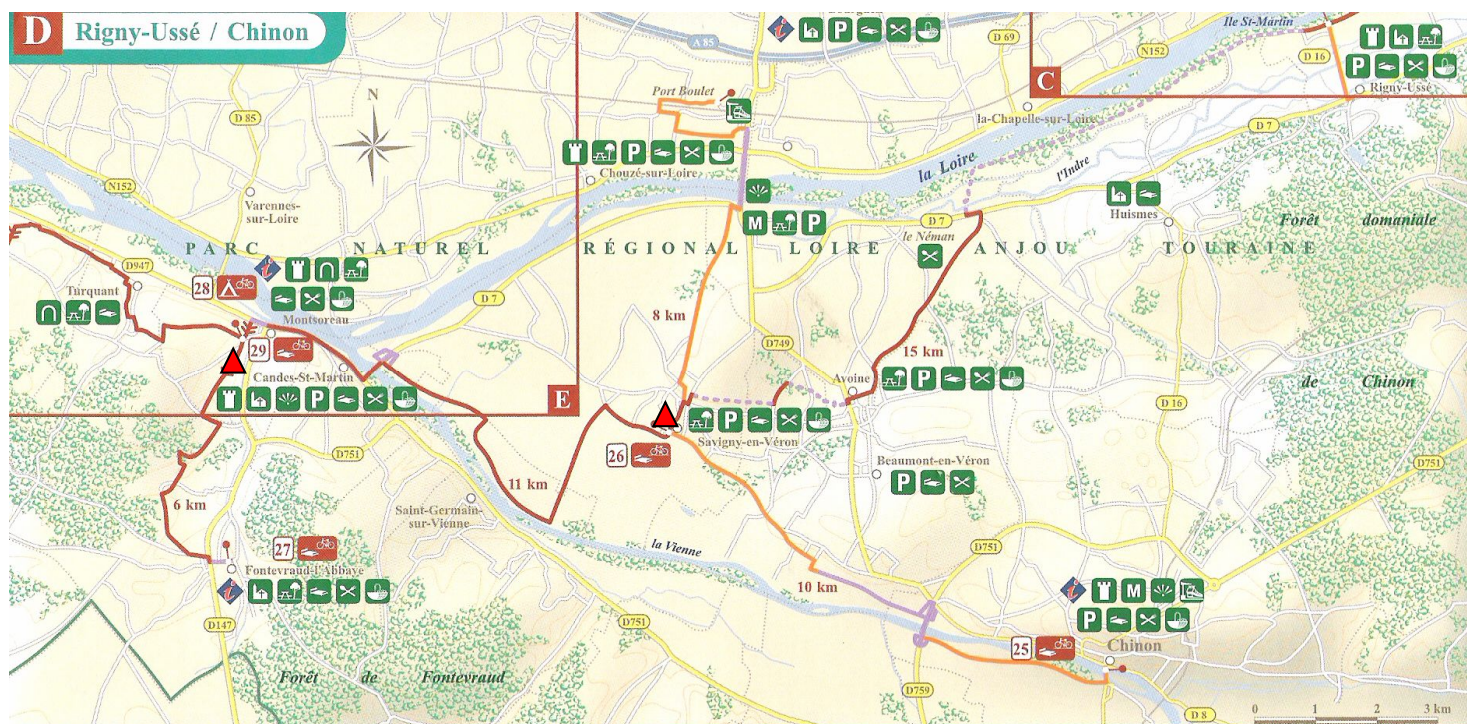 D Rigny-Ussé / Chinon
A 85
i P
D 69
Ile St-Martin
N152
D 16
P
Rigny-Ussé
C
Port Boulet
N
la-Chapelle-sur-Loire
D 85
D 7
la Loire
l'Indre
P
Chouzé-sur-Loire
N152
Varennes-
sur-Loire
Huismes
Forêt domaniale
M P
D 7
le Néman
PARC NATUREL RÉGIONAL LOIRE ANJOU TOURAINE
D947
i
28
Turquant
D 7
Montsoreau
8 km
D749
15 km
29
Candes-St-Martin
P
E
Avoine
P
de Chinon
D 16
P
Savigny-en-Véron
26
D751
D751
Beaumont-en-Véron
P
11 km
6 km
Saint-Germain-
sur-Vienne
la Vienne
27
Fontevraud-l'Abbaye
i
D751
10 km
i M
P
D147
D751
25
Chinon
Forêt de Fontevraud
D759
D 8
0 1 2 3 km